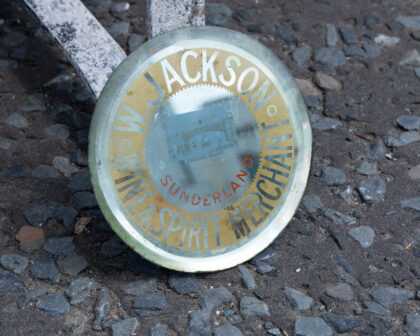 W. JACKSON
WINE & SPIRIT MERCHANT
SUNDERLAND